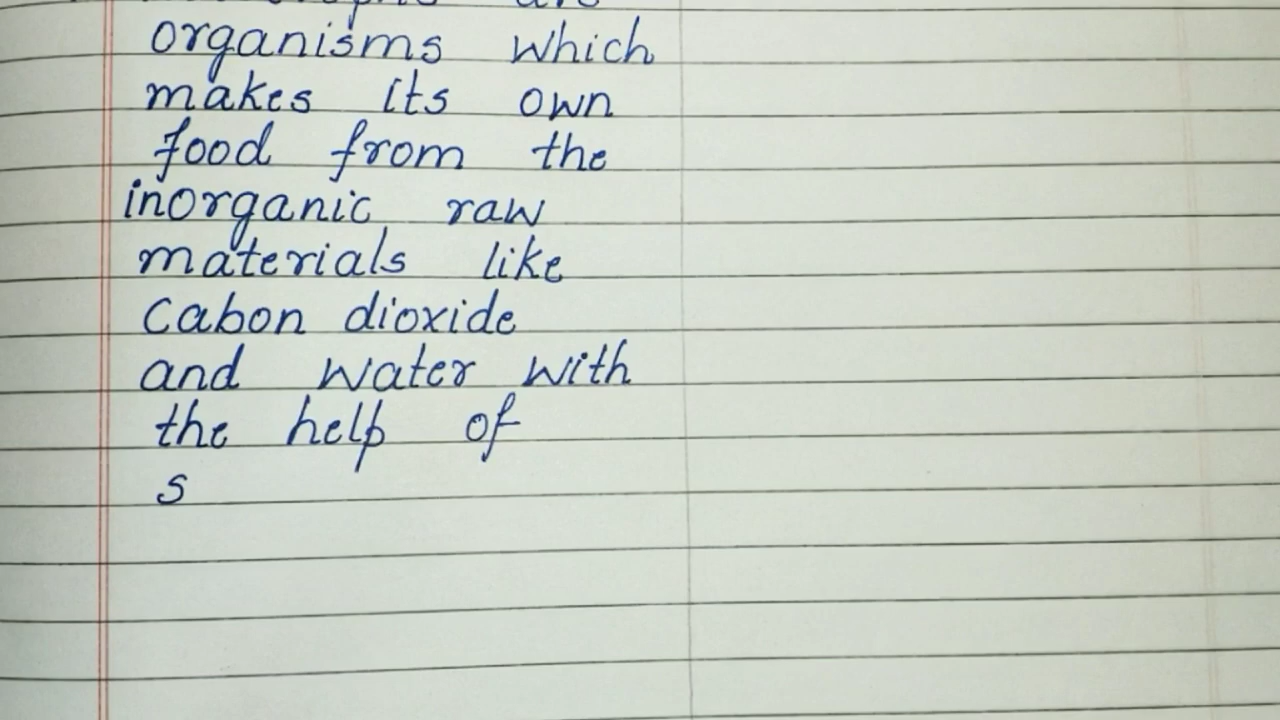 organisms which
makes its own
food from the
inorganic raw
materials like
Cabon dioxide
and water with
the help of
s